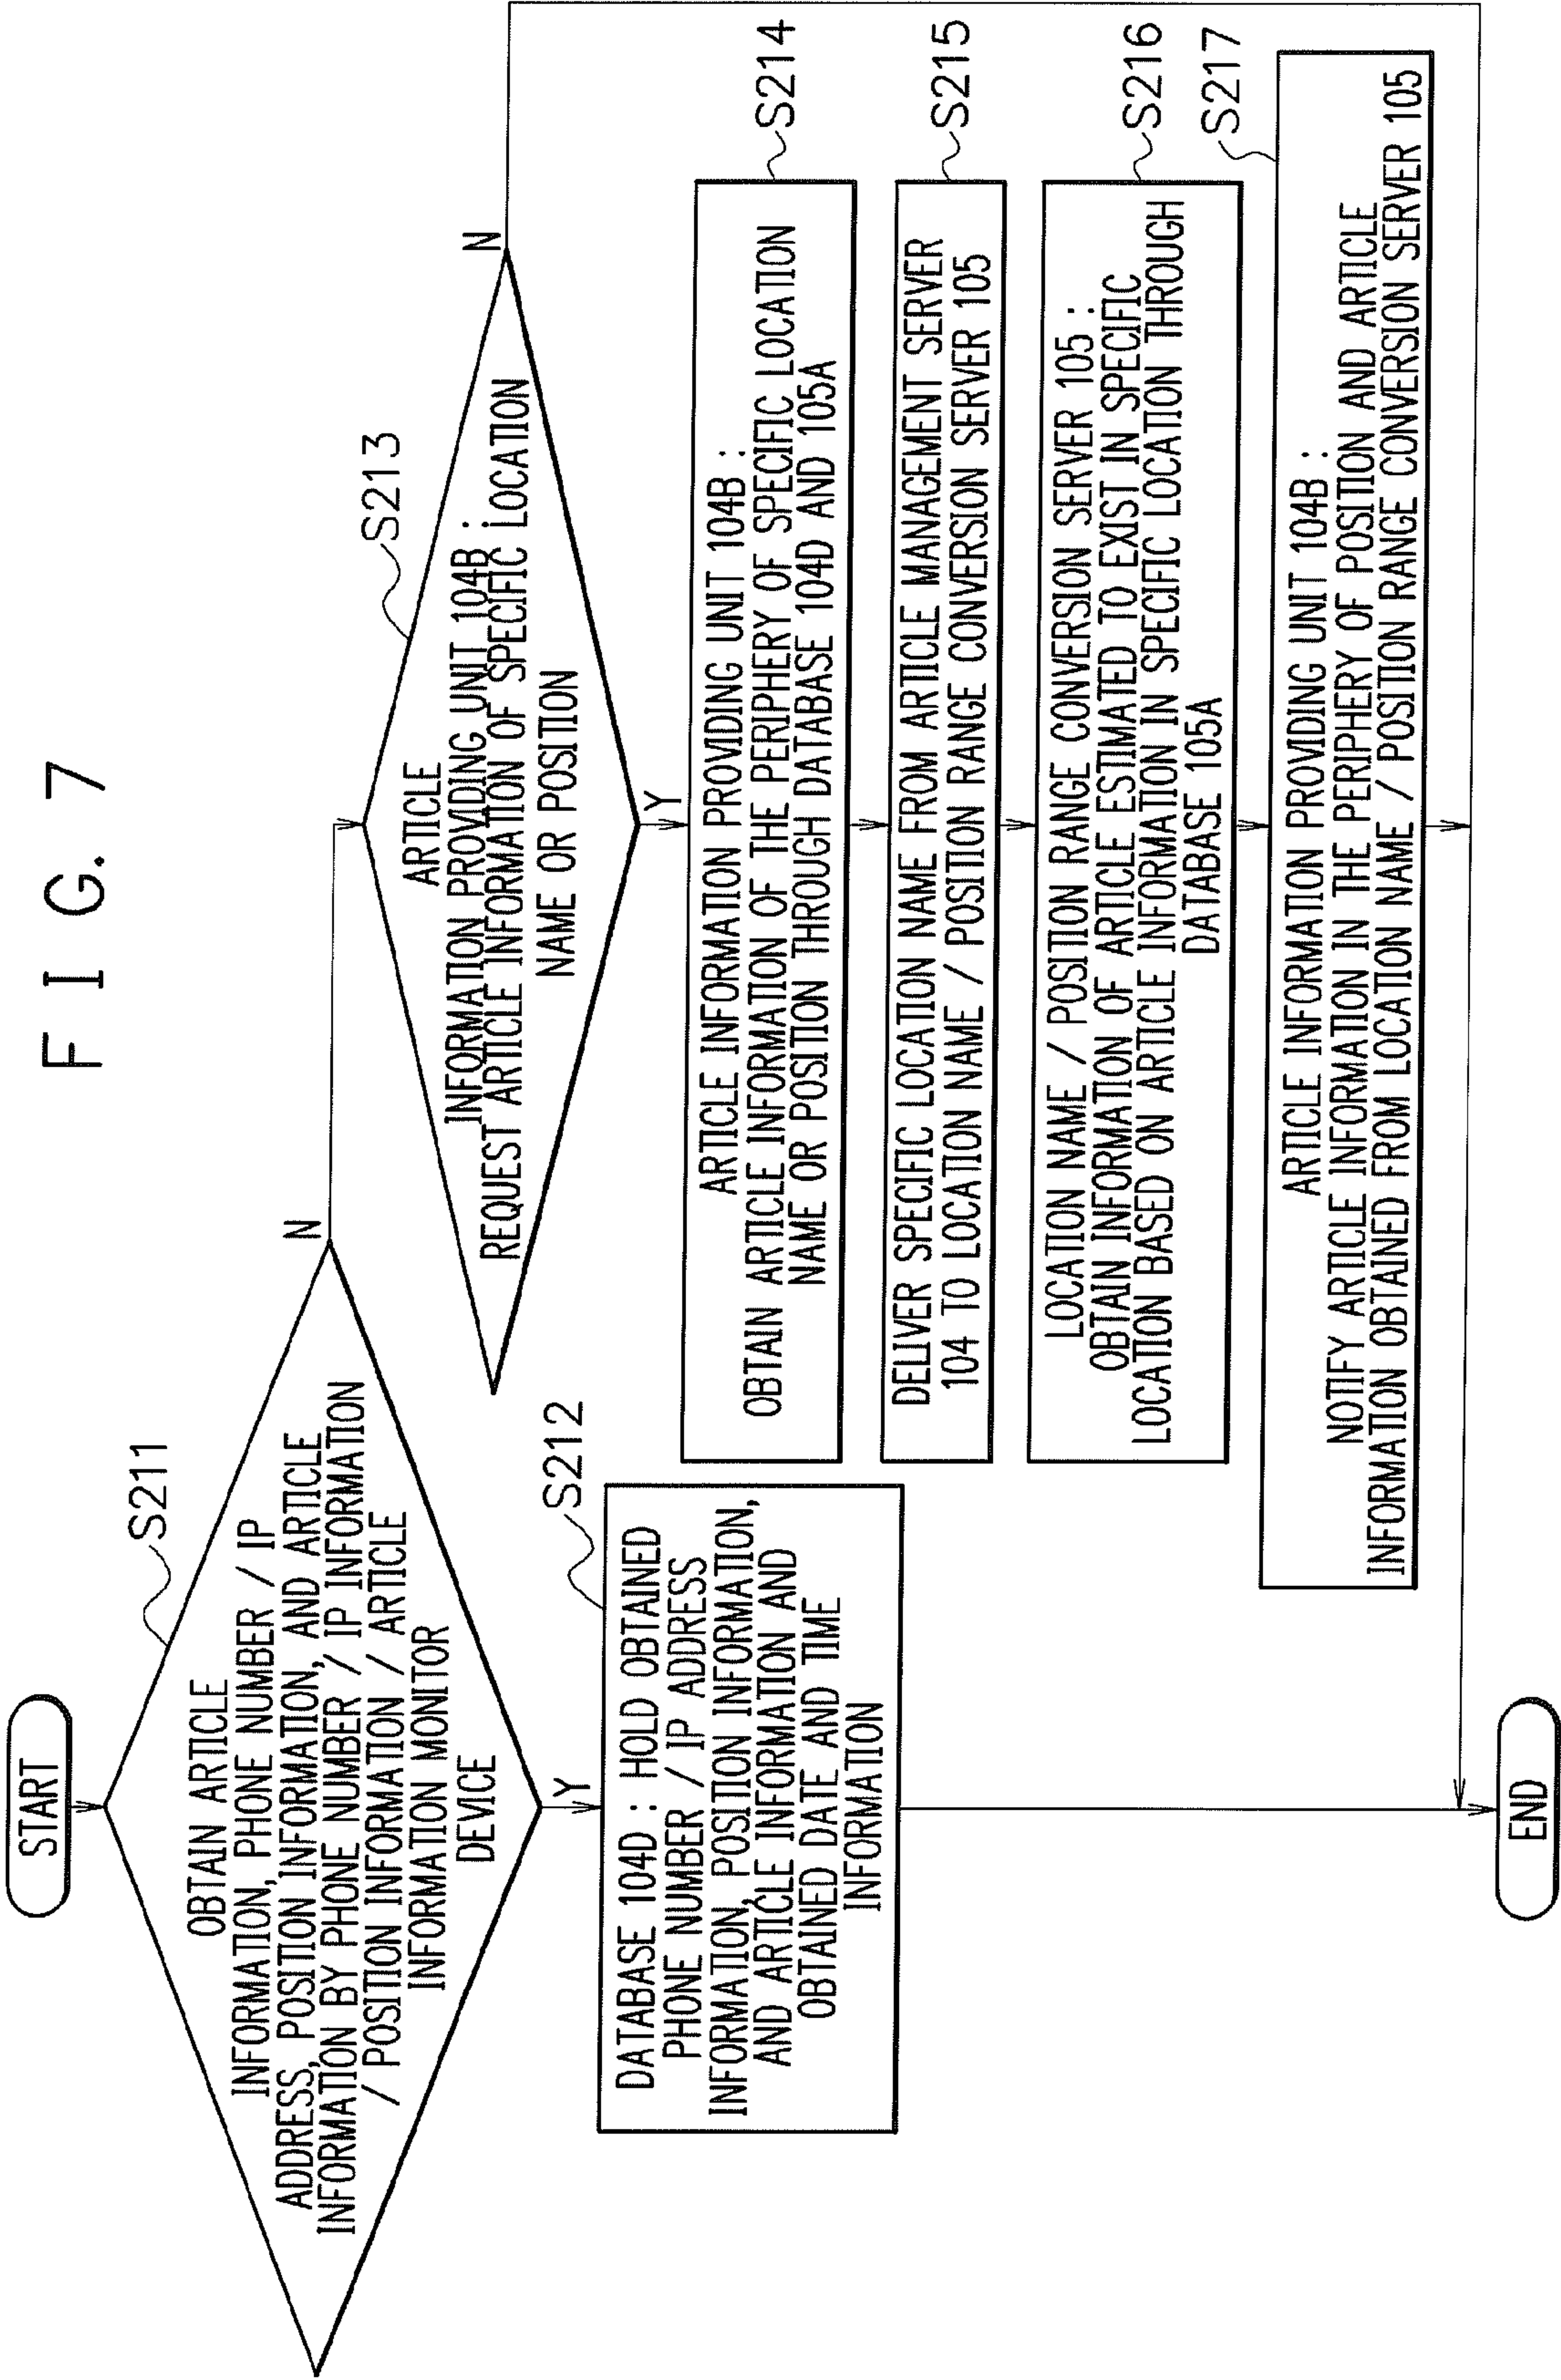 F I G. 7
START
S211
OBTAIN ARTICLE
INFORMATION, PHONE NUMBER / IP
ADDRESS, POSITION INFORMATION, AND ARTICLE
INFORMATION BY PHONE NUMBER / IP INFORMATION
/ POSITION INFORMATION / ARTICLE
INFORMATION MONITOR
DEVICE
N
Y
S212
DATABASE 104D : HOLD OBTAINED
PHONE NUMBER / IP ADDRESS
INFORMATION, POSITION INFORMATION,
AND ARTICLE INFORMATION AND
OBTAINED DATE AND TIME
INFORMATION
S213
ARTICLE
INFORMATION PROVIDING UNIT 104B :
REQUEST ARTICLE INFORMATION OF SPECIFIC LOCATION
NAME OR POSITION
N
Y
S214
ARTICLE INFORMATION PROVIDING UNIT 104B :
OBTAIN ARTICLE INFORMATION OF THE PERIPHERY OF SPECIFIC LOCATION
NAME OR POSITION THROUGH DATABASE 104D AND 105A
S215
DELIVER SPECIFIC LOCATION NAME FROM ARTICLE MANAGEMENT SERVER
104 TO LOCATION NAME / POSITION RANGE CONVERSION SERVER 105
S216
LOCATION NAME / POSITION RANGE CONVERSION SERVER 105 :
OBTAIN INFORMATION OF ARTICLE ESTIMATED TO EXIST IN SPECIFIC
LOCATION BASED ON ARTICLE INFORMATION IN SPECIFIC LOCATION THROUGH
DATABASE 105A
S217
ARTICLE INFORMATION PROVIDING UNIT 104B :
NOTIFY ARTICLE INFORMATION IN THE PERIPHERY OF POSITION AND ARTICLE
INFORMATION OBTAINED FROM LOCATION NAME / POSITION RANGE CONVERSION SERVER 105
END